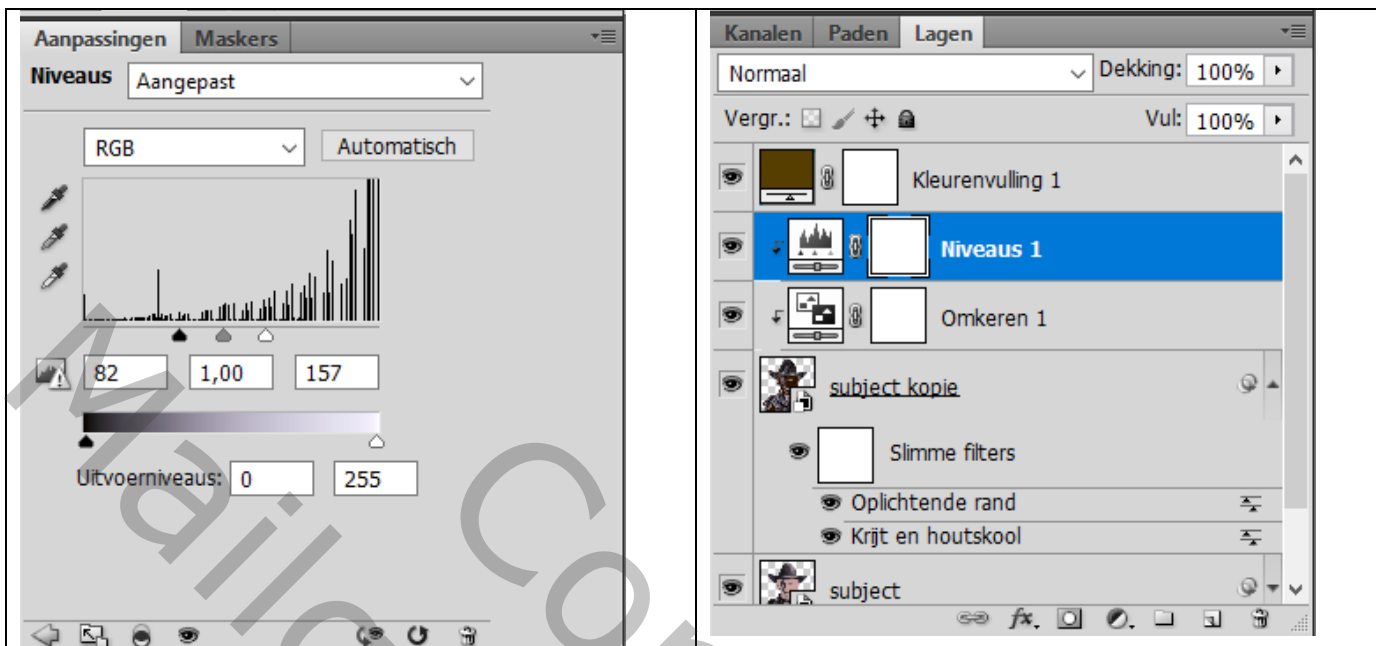 Aanpassingen Maskers
Niveaus Aangepast
RGB Automatisch
82 1,00 157
Uitvoerniveaus: 0 255
Kanalen Paden Lagen
Normaal Dekking: 100%
Vergr.: Vul: 100%
Kleurenvulling 1
Niveaus 1
Omkeren 1
subject kopie
Slimme filters
Oplichtende rand
Krijt en houtskool
subject
fx.